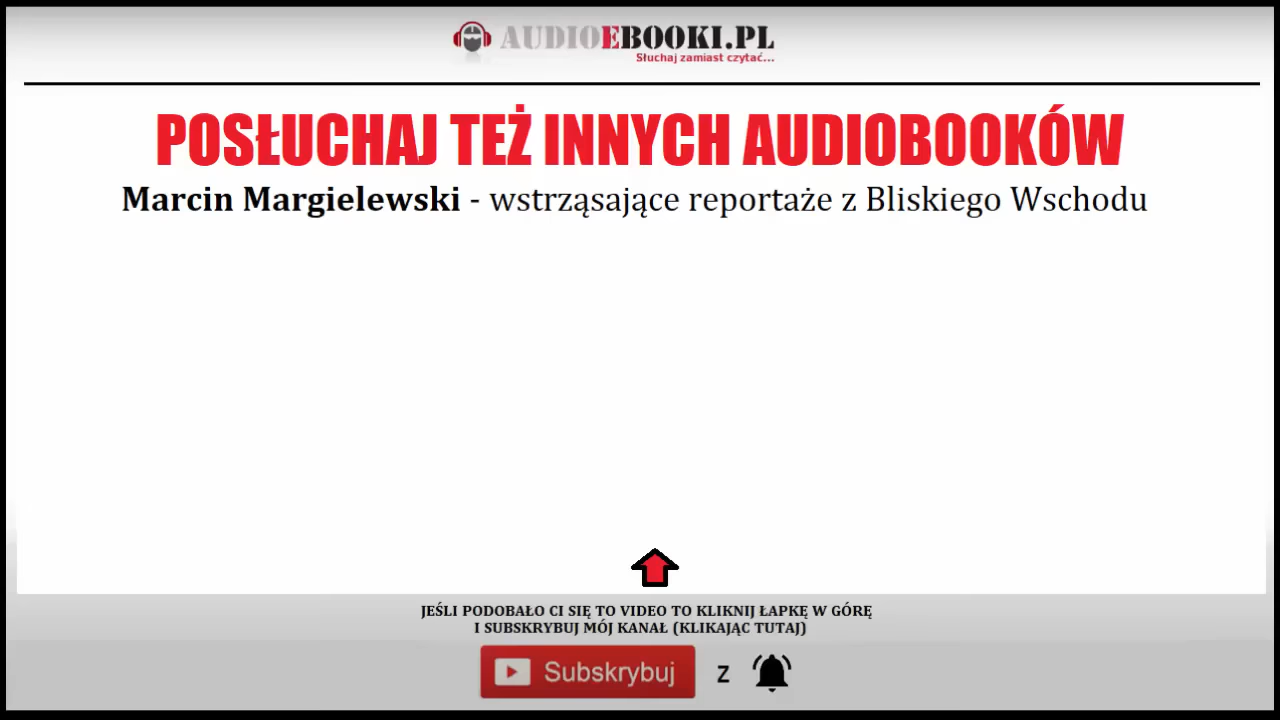 AUDIOEBOOKI.PL
Słuchaj zamiast czytać...
POSŁUCHAJ TEŻ INNYCH AUDIOBOOKÓW
Marcin Margielewski - wstrząsające reportaże z Bliskiego Wschodu
JEŚLI PODOBAŁO CI SIĘ TO VIDEO TO KLIKNIJ ŁAPKĘ W GÓRĘ
I SUBSKRYBUJ MÓJ KANAŁ (KLIKAJĄC TUTAJ)
Subskrybuj z